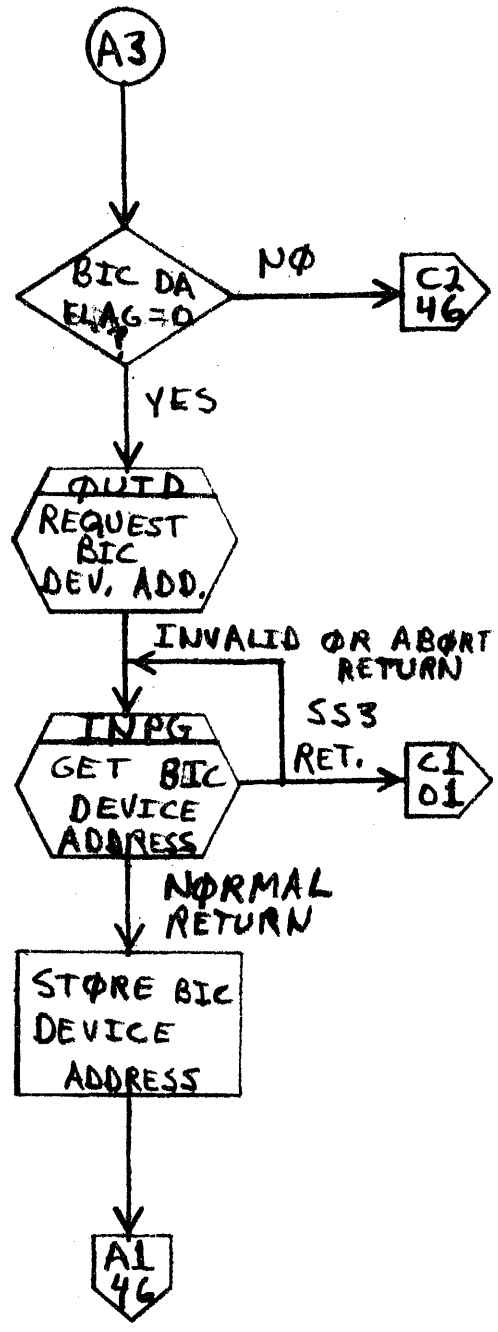 A3
BIC DA
FLAG=0
?
NØ
C2
46
YES
ØUTD
REQUEST
BIC
DEV. ADD.
INVALID ØR ABØRT
RETURN
INPG
GET BIC
DEVICE
ADDRESS
SS3
RET.
C1
01
NØRMAL
RETURN
STØRE BIC
DEVICE
ADDRESS
A1
46